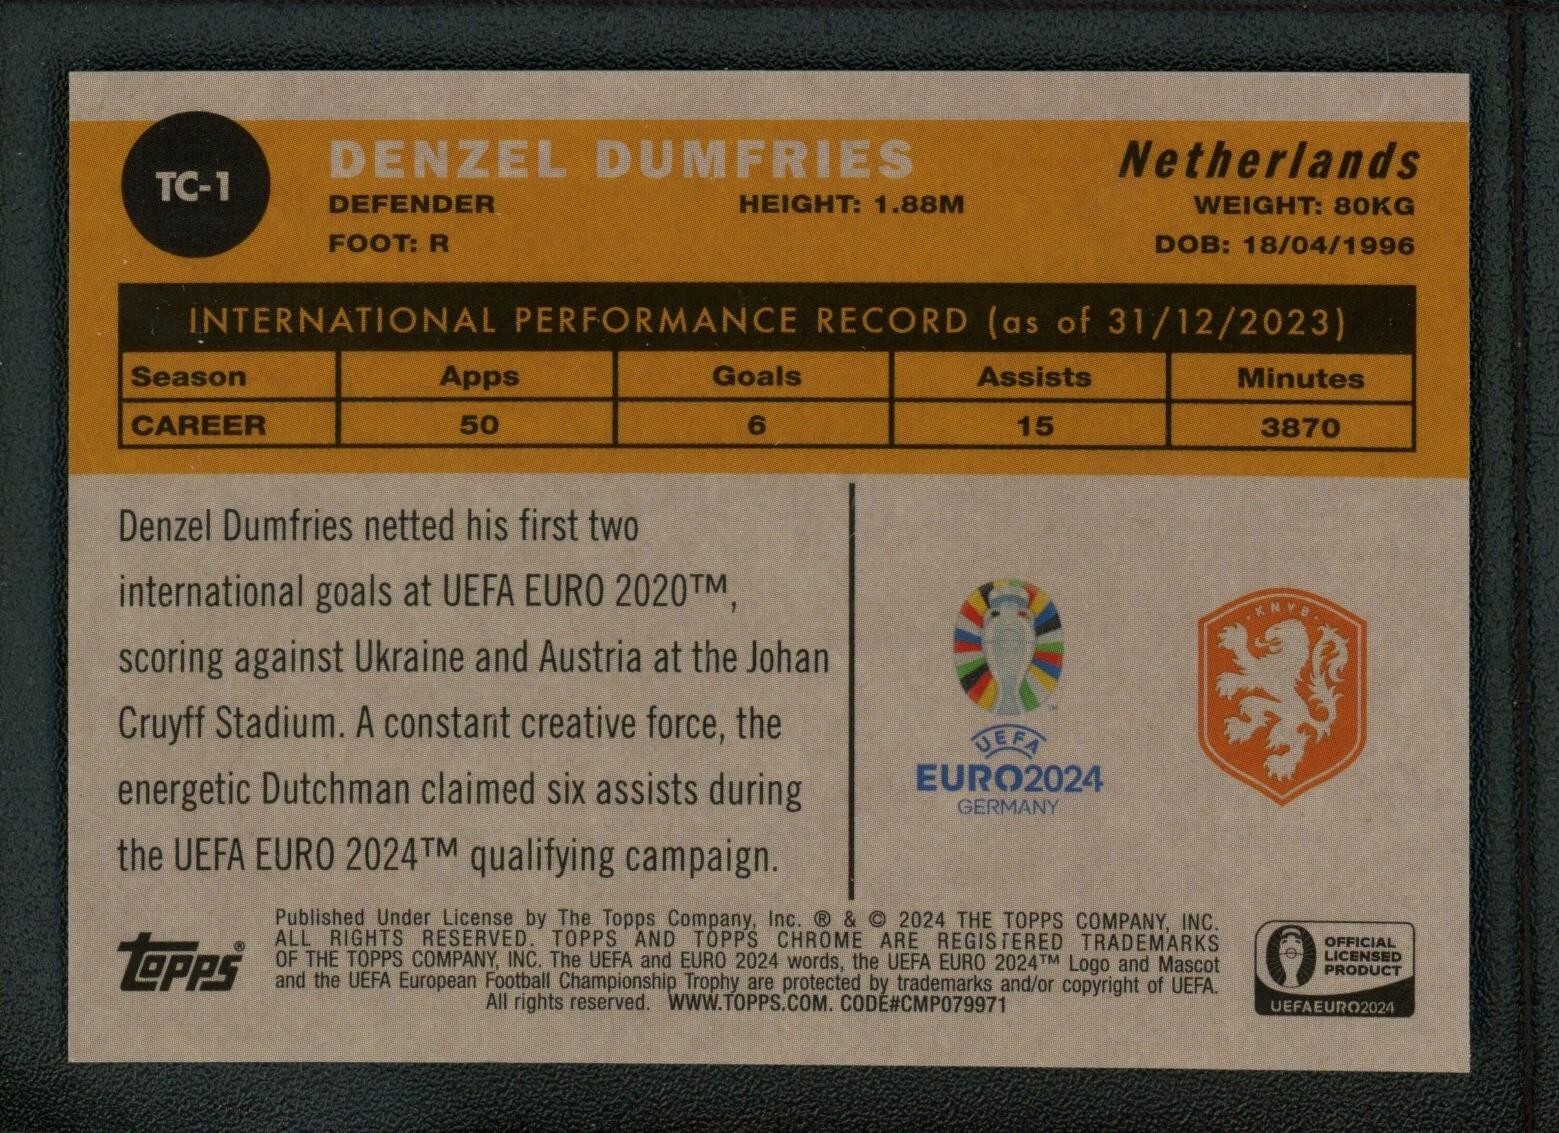 TC-1
DENZEL DUMFRIES
Netherlands
DEFENDER HEIGHT: 1.88M WEIGHT: 80KG
FOOT: R DOB: 18/04/1996
INTERNATIONAL PERFORMANCE RECORD (as of 31/12/2023)
Season Apps Goals Assists Minutes
CAREER 50 6 15 3870
Denzel Dumfries netted his first two
international goals at UEFA EURO 2020™,
scoring against Ukraine and Austria at the Johan
Cruyff Stadium. A constant creative force, the
energetic Dutchman claimed six assists during
the UEFA EURO 2024™ qualifying campaign.
™
UEFA
EURO2024
GERMANY
KNVB
Topps®
Published Under License by The Topps Company, Inc. ® & © 2024 THE TOPPS COMPANY, INC.
ALL RIGHTS RESERVED. TOPPS AND TOPPS CHROME ARE REGISTERED TRADEMARKS
OF THE TOPPS COMPANY, INC. The UEFA and EURO 2024 words, the UEFA EURO 2024™ Logo and Mascot
and the UEFA European Football Championship Trophy are protected by trademarks and/or copyright of UEFA.
All rights reserved. WWW.TOPPS.COM. CODE#CMP079971
OFFICIAL
LICENSED
PRODUCT
UEFAEURO2024